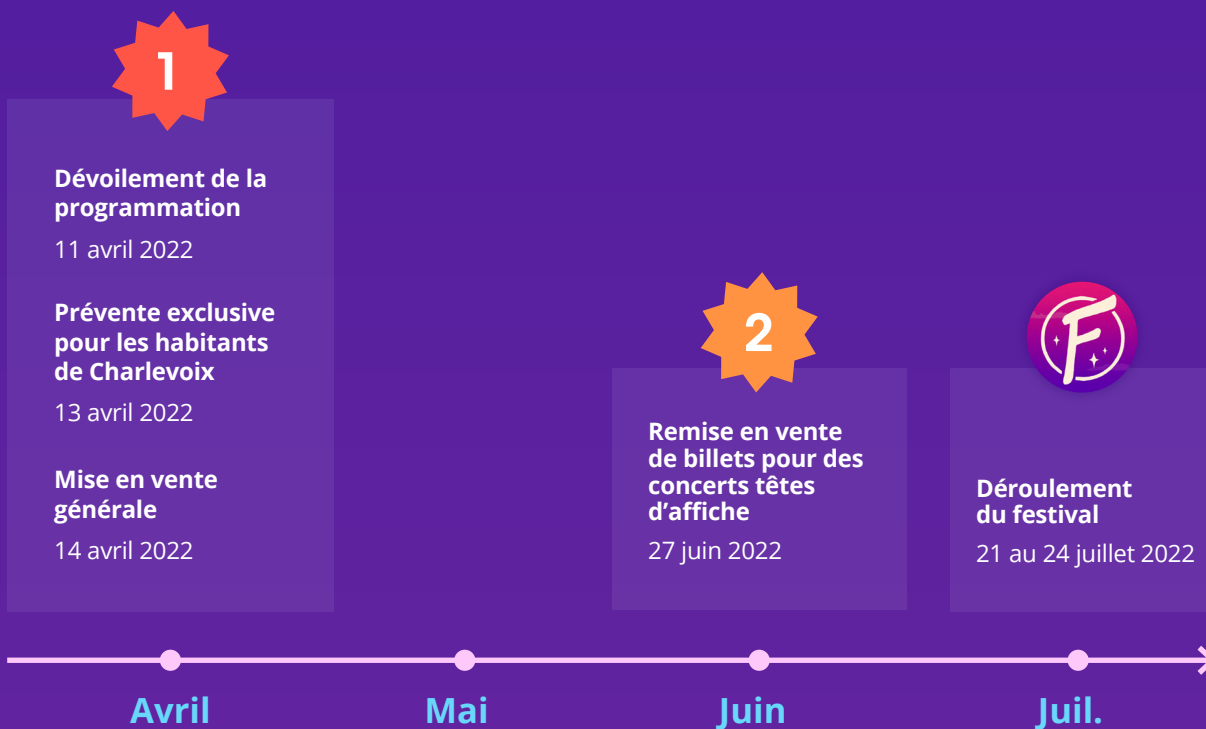 1
Dévoilement de la
programmation
11 avril 2022
Prévente exclusive
pour les habitants
de Charlevoix
13 avril 2022
Mise en vente
générale
14 avril 2022
2
Remise en vente
de billets pour des
concerts têtes
d’affiche
27 juin 2022
F
Déroulement
du festival
21 au 24 juillet 2022
Avril
Mai
Juin
Juil.